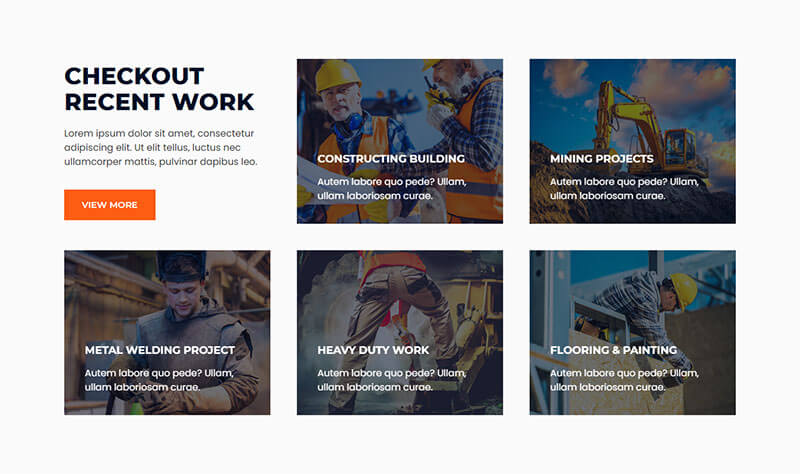 CHECKOUT
RECENT WORK
Lorem ipsum dolor sit amet, consectetur
adipiscing elit. Ut elit tellus, luctus nec
ullamcorper mattis, pulvinar dapibus leo.
VIEW MORE
CONSTRUCTING BUILDING
Autem labore quo pede? Ullam,
ullam laboriosam curae.
MINING PROJECTS
Autem labore quo pede? Ullam,
ullam laboriosam curae.
METAL WELDING PROJECT
Autem labore quo pede? Ullam,
ullam laboriosam curae.
HEAVY DUTY WORK
Autem labore quo pede? Ullam,
ullam laboriosam curae.
FLOORING & PAINTING
Autem labore quo pede? Ullam,
ullam laboriosam curae.